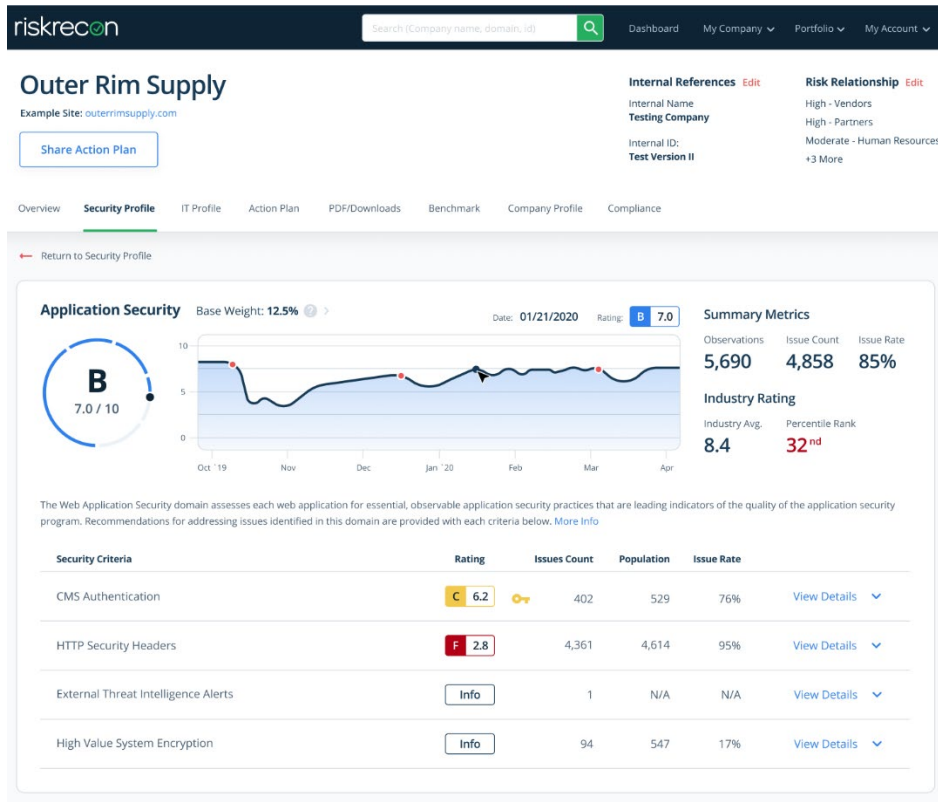 riskrecon
Search (Company name, domain, id)
Dashboard My Company Portfolio My Account
Outer Rim Supply
Example Site: outerrimsupply.com
Share Action Plan
Internal References Edit
Internal Name
Testing Company
Internal ID:
Test Version II
Risk Relationship Edit
High - Vendors
High - Partners
Moderate - Human Resources
+3 More
Overview Security Profile IT Profile Action Plan PDF/Downloads Benchmark Company Profile Compliance
← Return to Security Profile
Application Security Base Weight: 12.5% ? >
Date: 01/21/2020 Rating: B 7.0
B
7.0 / 10
10
5
0
Oct `19 Nov Dec Jan `20 Feb Mar Apr
Summary Metrics
Observations Issue Count Issue Rate
5,690 4,858 85%
Industry Rating
Industry Avg. Percentile Rank
8.4 32nd
The Web Application Security domain assesses each web application for essential, observable application security practices that are leading indicators of the quality of the application security
program. Recommendations for addressing issues identified in this domain are provided with each criteria below. More Info
Security Criteria Rating Issues Count Population Issue Rate
CMS Authentication C 6.2 402 529 76% View Details
HTTP Security Headers F 2.8 4,361 4,614 95% View Details
External Threat Intelligence Alerts Info 1 N/A N/A View Details
High Value System Encryption Info 94 547 17% View Details